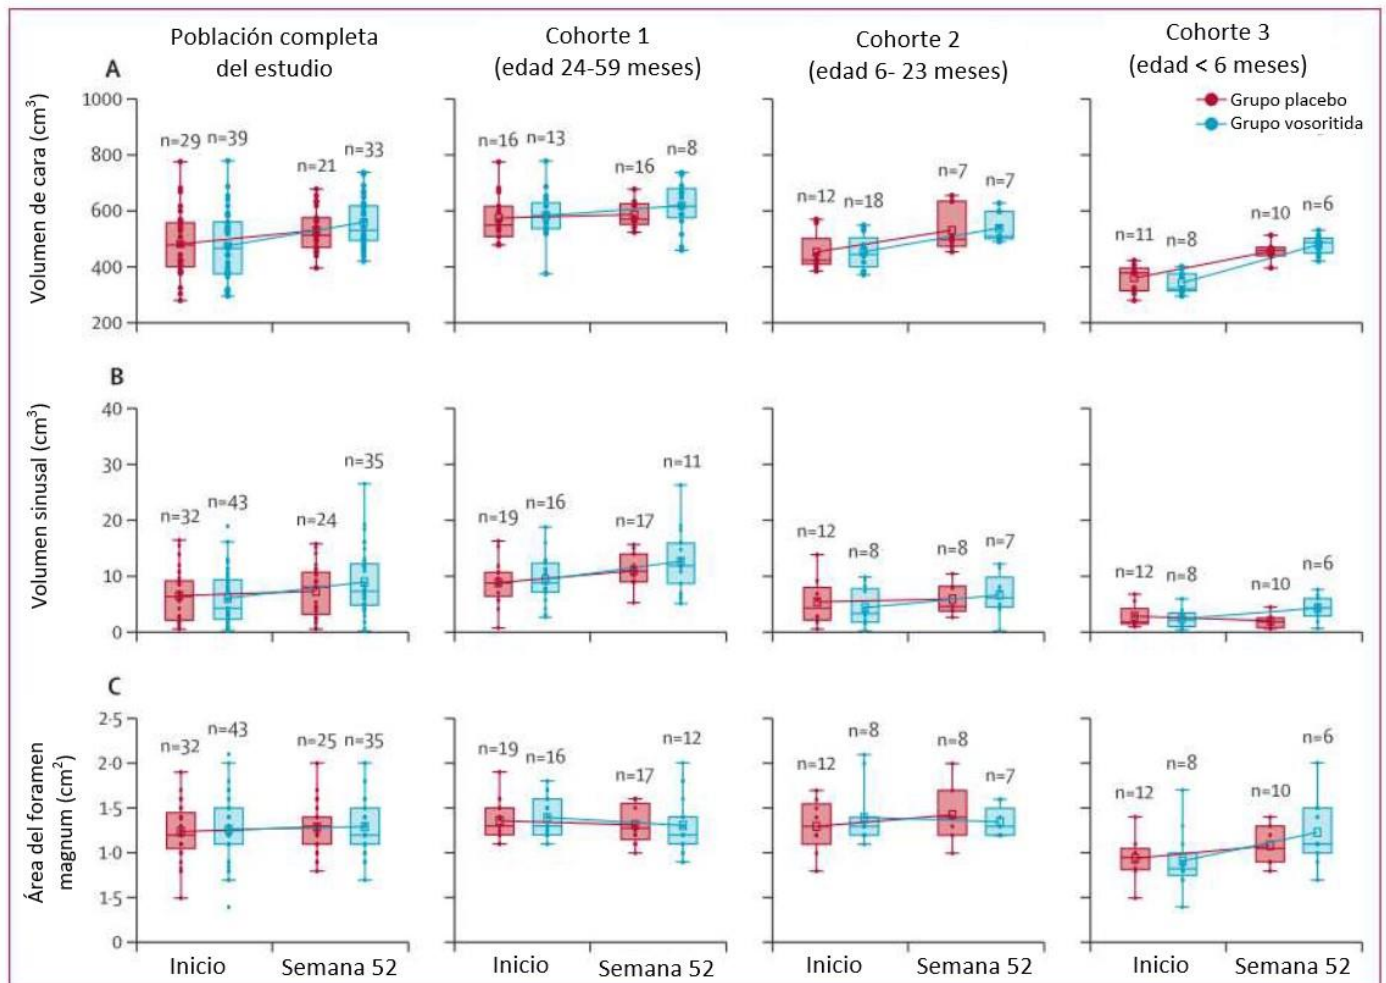 Población completa
del estudio
Cohorte 1
(edad 24-59 meses)
Cohorte 2
(edad 6- 23 meses)
Cohorte 3
(edad < 6 meses)
A
Volumen de cara (cm³)
1000
800
600
400
200
n=29
n=39
n=21
n=33
n=16
n=13
n=16
n=8
n=12
n=18
n=7
n=7
n=11
n=8
n=10
n=6
Grupo placebo
Grupo vosoritida
B
Volumen sinusal (cm³)
40
30
20
10
0
n=32
n=43
n=24
n=35
n=19
n=16
n=17
n=11
n=12
n=8
n=8
n=7
n=12
n=8
n=10
n=6
C
Área del foramen
magnum (cm²)
2·5
2·0
1·5
1·0
1·5
0
n=32
n=43
n=25
n=35
n=19
n=16
n=17
n=12
n=12
n=8
n=8
n=7
n=12
n=8
n=10
n=6
Inicio
Semana 52
Inicio
Semana 52
Inicio
Semana 52
Inicio
Semana 52